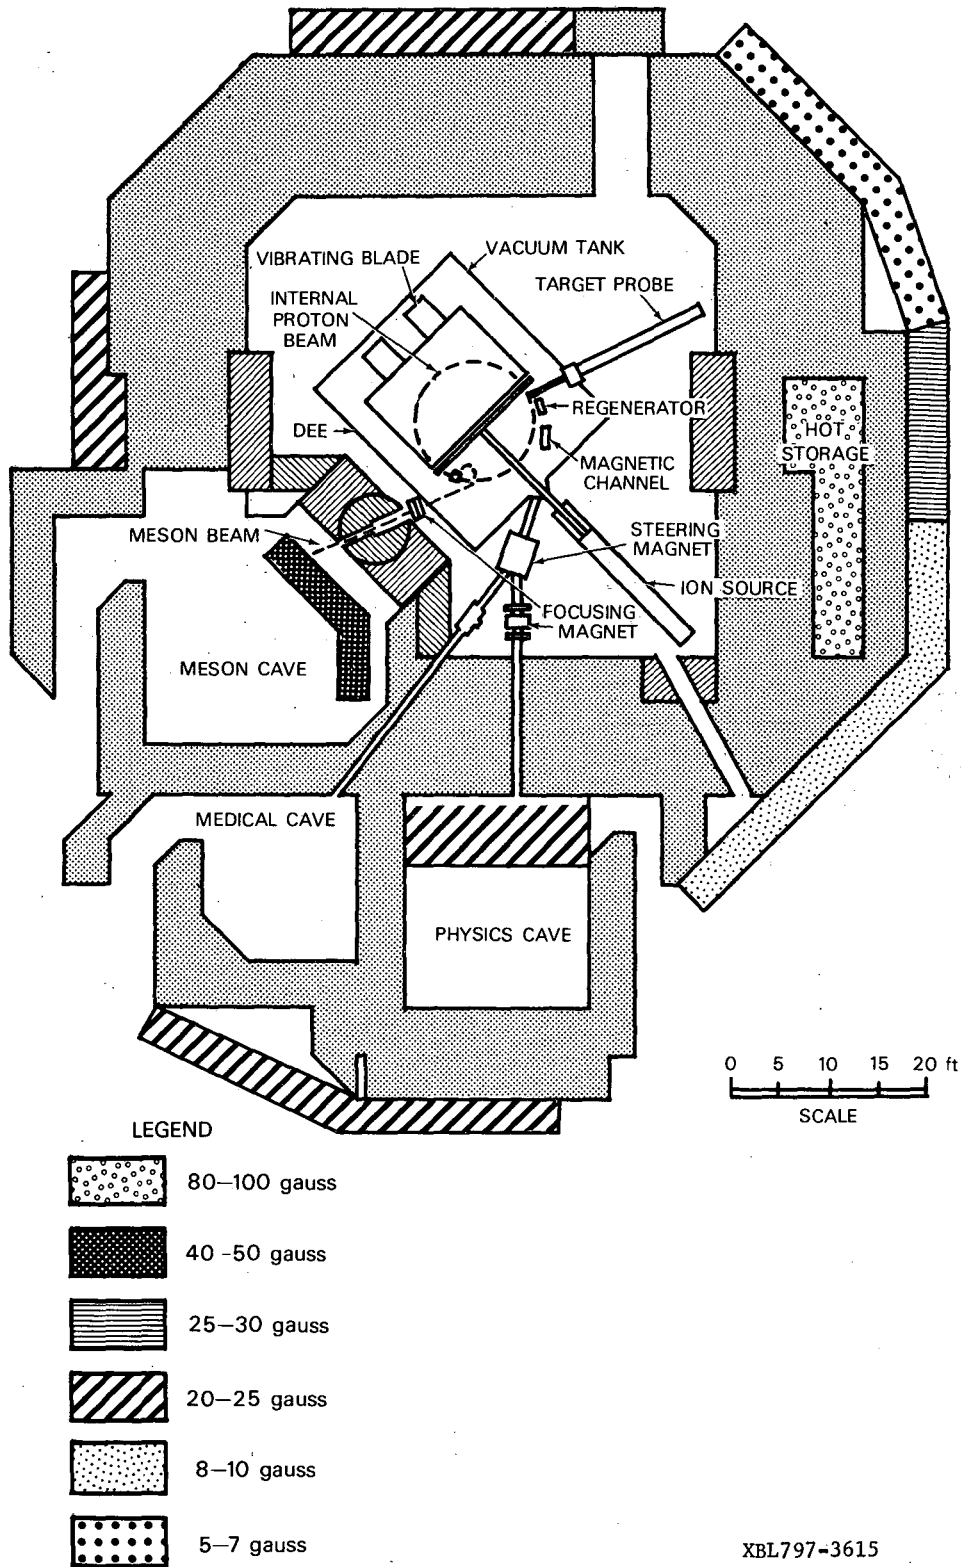 VACUUM TANK
VIBRATING BLADE
TARGET PROBE
INTERNAL
PROTON
BEAM
REGENERATOR
DEE
HOT
STORAGE
MAGNETIC
CHANNEL
MESON BEAM
STEERING
MAGNET
ION SOURCE
FOCUSING
MAGNET
MESON CAVE
MEDICAL CAVE
PHYSICS CAVE
0 5 10 15 20 ft
SCALE
LEGEND
80–100 gauss
40-50 gauss
25–30 gauss
20–25 gauss
8–10 gauss
5–7 gauss
XBL797-3615